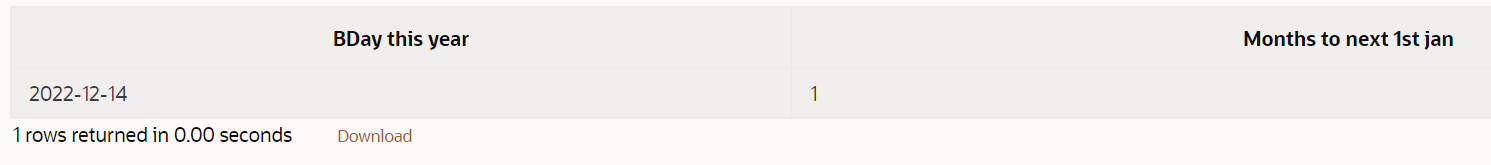 BDay this year Months to next 1st jan
2022-12-14 1
1 rows returned in 0.00 seconds Download